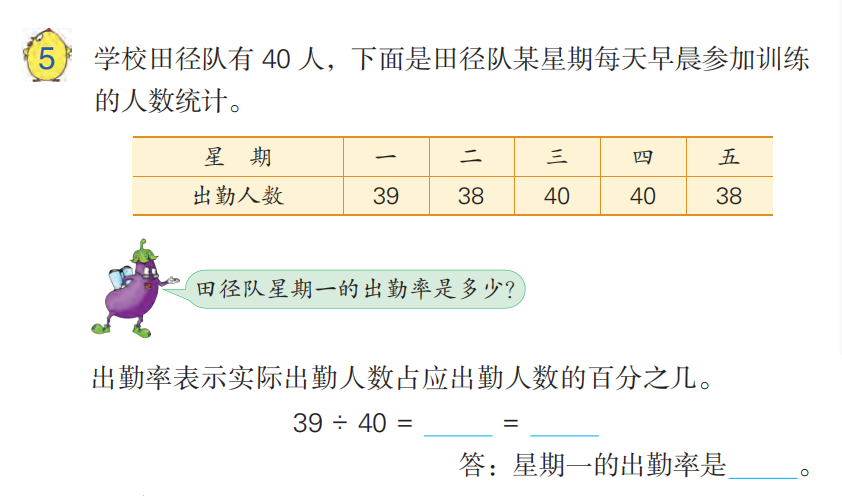 5
学校田径队有 40 人，下面是田径队某星期每天早晨参加训练
的人数统计。
星 期 一 二 三 四 五
出勤人数 39 38 40 40 38
田径队星期一的出勤率是多少？
出勤率表示实际出勤人数占应出勤人数的百分之几。
39 ÷ 40 = ______ = ______
答：星期一的出勤率是______。